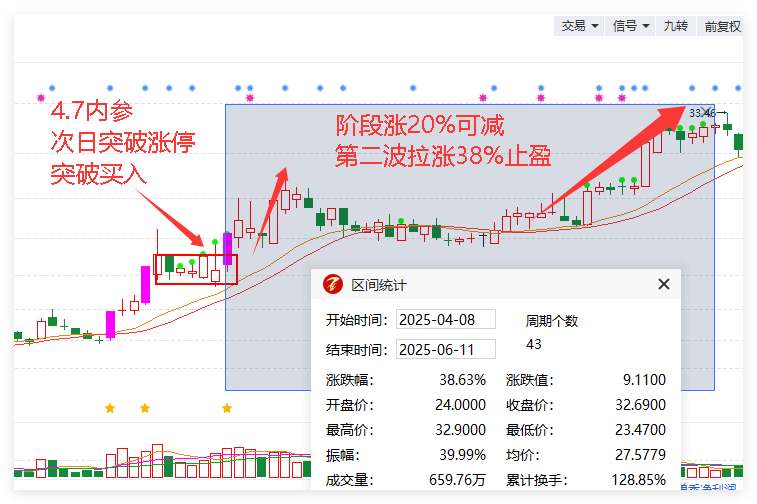 交易 信号 九转 前复权
4.7内参
次日突破涨停
突破买入
阶段涨20%可减
第二波拉涨38%止盈
33.46
区间统计
开始时间: 2025-04-08 周期个数
结束时间: 2025-06-11 43
涨跌幅: 38.63% 涨跌值: 9.1100
开盘价: 24.0000 收盘价: 32.6900
最高价: 32.9000 最低价: 23.4700
振幅: 39.99% 均价: 27.5779
成交量: 659.76万 累计换手: 128.85%
净利润